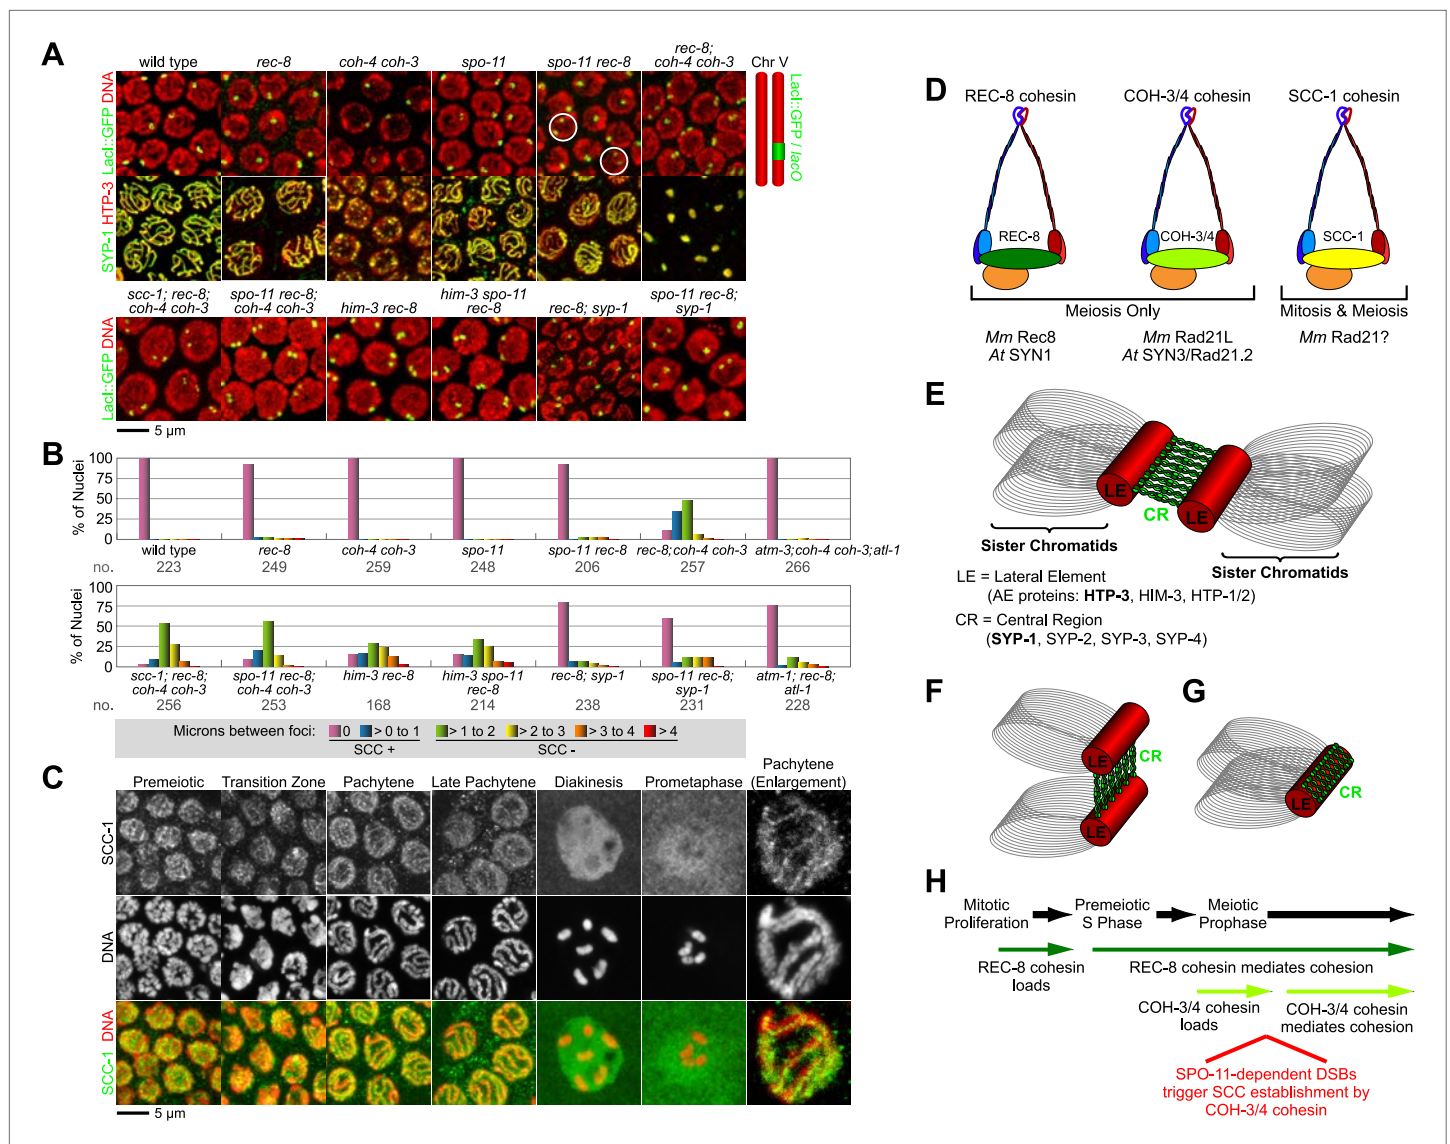 A
wild type
rec-8
coh-4 coh-3
spo-11
spo-11 rec-8
rec-8;
coh-4 coh-3
Chr V
LacI::GFP DNA
LacI::GFP / lacO
SYP-1 HTP-3
scc-1; rec-8;
coh-4 coh-3
spo-11 rec-8;
coh-4 coh-3
him-3 rec-8
him-3 spo-11
rec-8
rec-8; syp-1
spo-11 rec-8;
syp-1
LacI::GFP DNA
5 µm
B
% of Nuclei
100
75
50
25
0
wild type
rec-8
coh-4 coh-3
spo-11
spo-11 rec-8
rec-8;coh-4 coh-3
atm-3;coh-4 coh-3;atl-1
no.
223
249
259
248
206
257
266
% of Nuclei
100
75
50
25
0
scc-1; rec-8;
coh-4 coh-3
spo-11 rec-8;
coh-4 coh-3
him-3 rec-8
him-3 spo-11
rec-8
rec-8; syp-1
spo-11 rec-8;
syp-1
atm-1; rec-8;
atl-1
no.
256
253
168
214
238
231
228
Microns between foci:
0
> 0 to 1
> 1 to 2
> 2 to 3
> 3 to 4
> 4
SCC +
SCC -
C
Premeiotic
Transition Zone
Pachytene
Late Pachytene
Diakinesis
Prometaphase
Pachytene
(Enlargement)
SCC-1
DNA
SCC-1 DNA
5 µm
D
REC-8 cohesin
COH-3/4 cohesin
SCC-1 cohesin
REC-8
COH-3/4
SCC-1
Meiosis Only
Mitosis & Meiosis
Mm Rec8
At SYN1
Mm Rad21L
At SYN3/Rad21.2
Mm Rad21?
E
LE
CR
LE
Sister Chromatids
Sister Chromatids
LE = Lateral Element
(AE proteins: HTP-3, HIM-3, HTP-1/2)
CR = Central Region
(SYP-1, SYP-2, SYP-3, SYP-4)
F
LE
CR
LE
G
LE
CR
H
Mitotic
Proliferation
Premeiotic
S Phase
Meiotic
Prophase
REC-8 cohesin
loads
REC-8 cohesin mediates cohesion
COH-3/4 cohesin
loads
COH-3/4 cohesin
mediates cohesion
SPO-11-dependent DSBs
trigger SCC establishment by
COH-3/4 cohesin